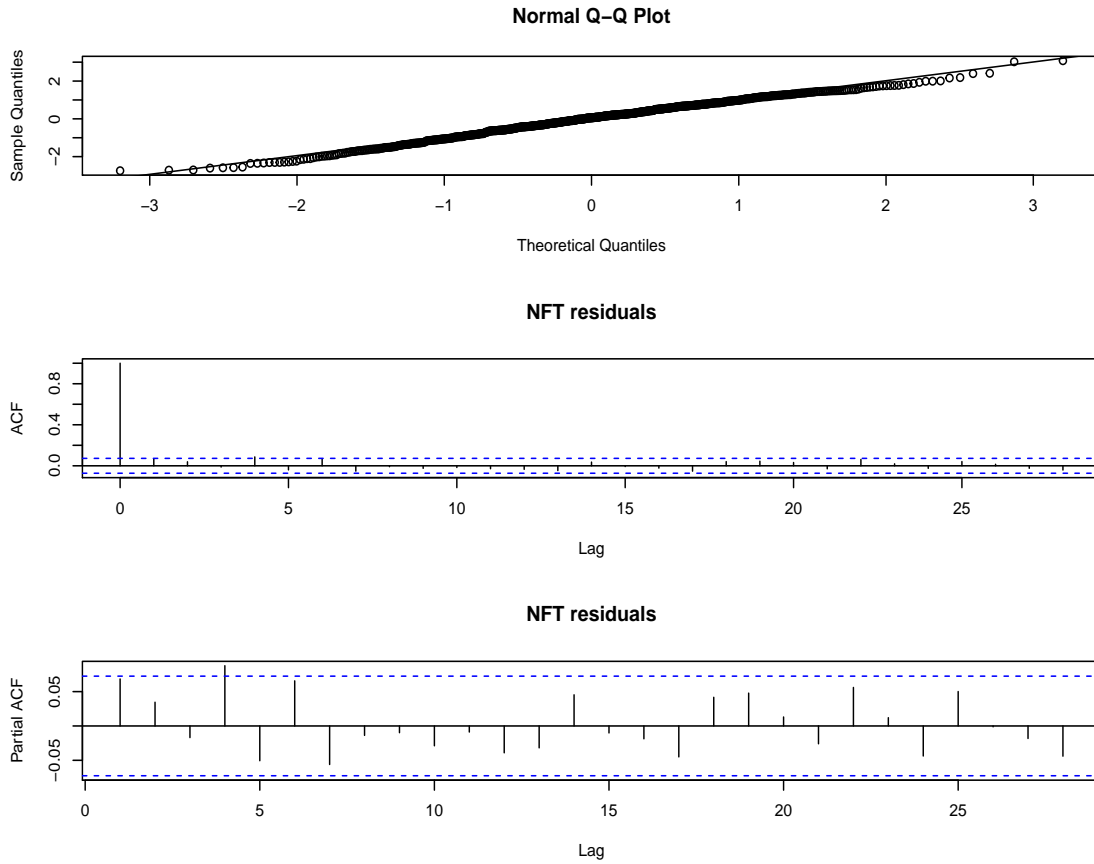 Normal Q−Q Plot
Sample Quantiles
2
0
−2
−3 −2 −1 0 1 2 3
Theoretical Quantiles
NFT residuals
ACF
0.8
0.4
0.0
0 5 10 15 20 25
Lag
NFT residuals
Partial ACF
0.05
−0.05
0 5 10 15 20 25
Lag